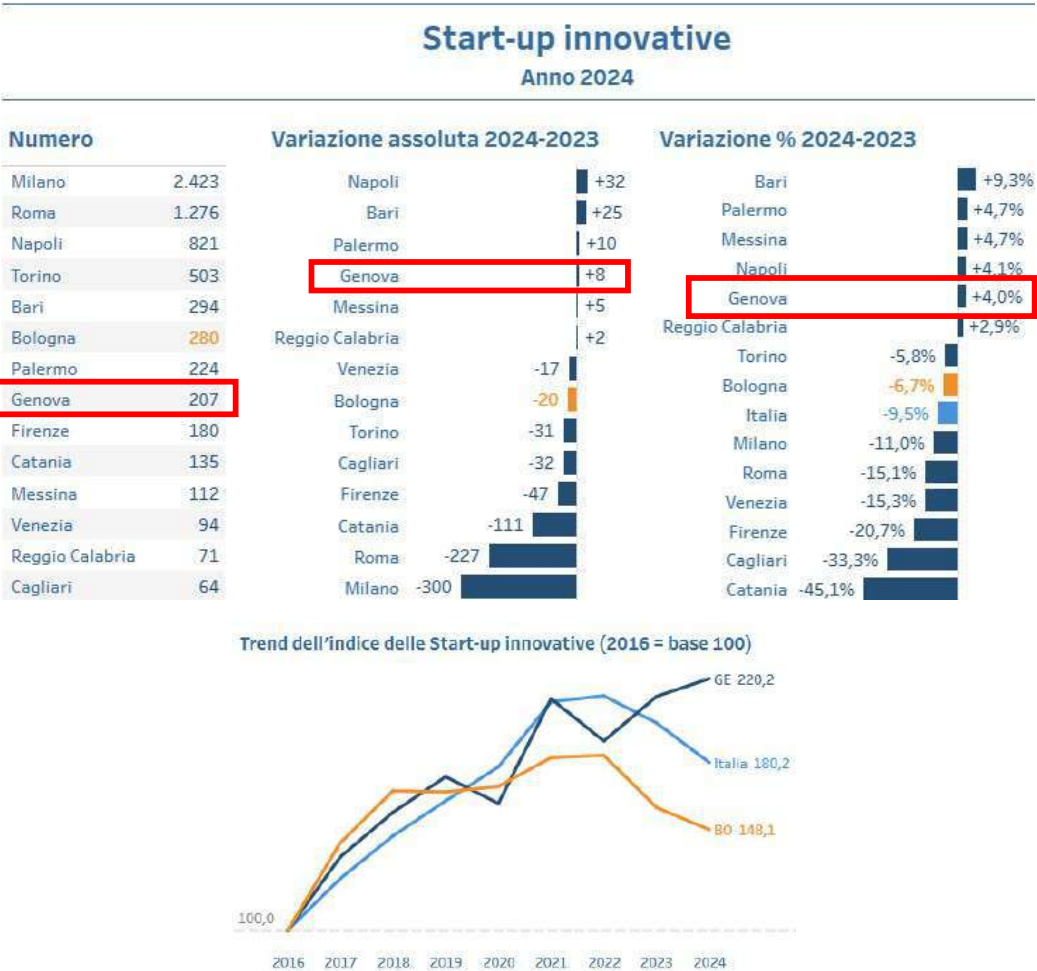 Start-up innovative
Anno 2024
Numero
Milano 2.423
Roma 1.276
Napoli 821
Torino 503
Bari 294
Bologna 280
Palermo 224
Genova 207
Firenze 180
Catania 135
Messina 112
Venezia 94
Reggio Calabria 71
Cagliari 64
Variazione assoluta 2024-2023
Napoli +32
Bari +25
Palermo +10
Genova +8
Messina +5
Reggio Calabria +2
Venezia -17
Bologna -20
Torino -31
Cagliari -32
Firenze -47
Catania -111
Roma -227
Milano -300
Variazione % 2024-2023
Bari +9,3%
Palermo +4,7%
Messina +4,7%
Napoli +4,1%
Genova +4,0%
Reggio Calabria +2,9%
Torino -5,8%
Bologna -6,7%
Italia -9,5%
Milano -11,0%
Roma -15,1%
Venezia -15,3%
Firenze -20,7%
Cagliari -33,3%
Catania -45,1%
Trend dell'indice delle Start-up innovative (2016 = base 100)
GE 220,2
Italia 180,2
BO 148,1
100,0
2016 2017 2018 2019 2020 2021 2022 2023 2024